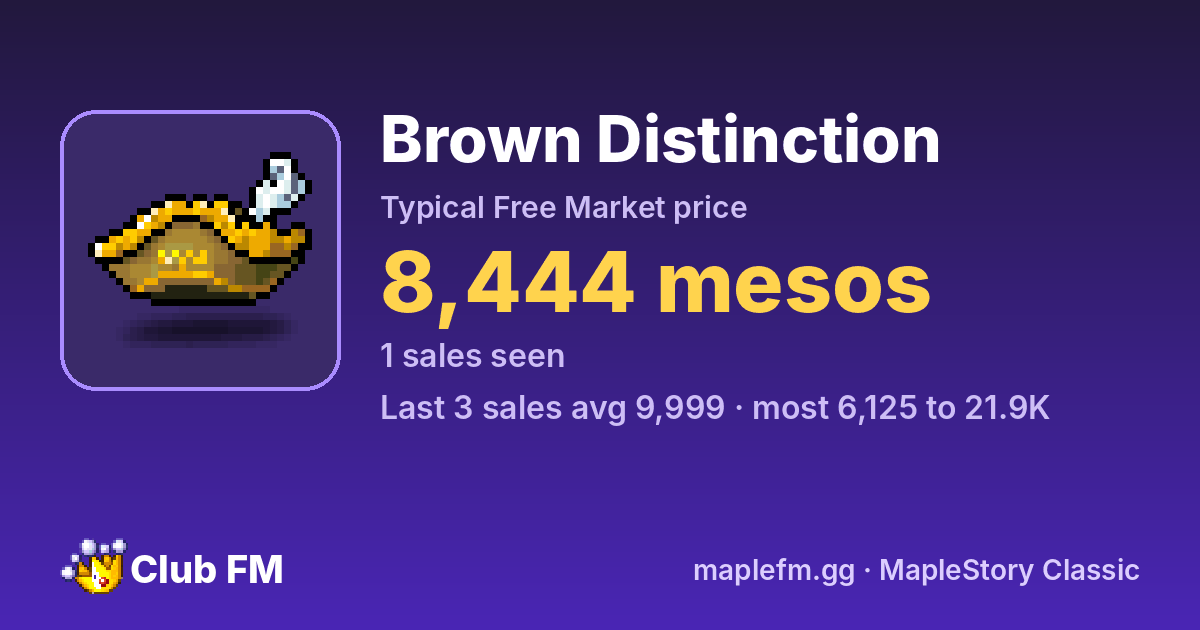 Brown Distinction
Typical Free Market price
8,444 mesos
1 sales seen
Last 3 sales avg 9,999 · most 6,125 to 21.9K
Club FM
maplefm.gg · MapleStory Classic